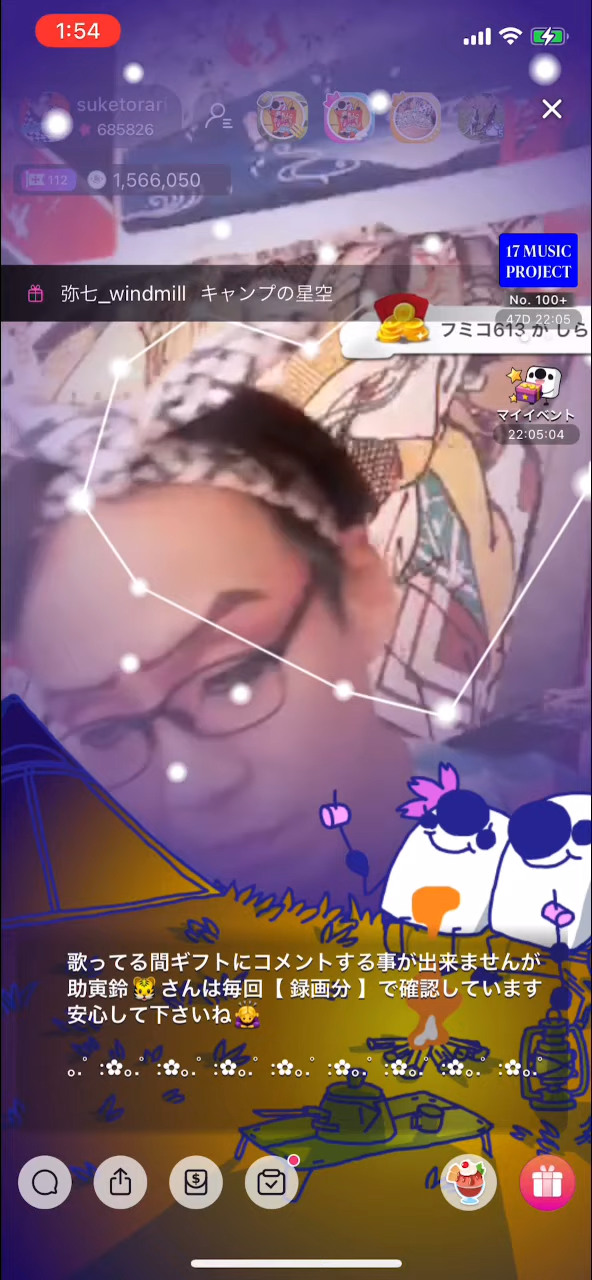 1:54
suketorari
685826
112
1,566,050
17 MUSIC
PROJECT
弥七_windmill キャンプの星空
No. 100+
47D 22:05
フミコ613 が しら
マイイベント
22:05:04
歌ってる間ギフトにコメントする事が出来ませんが
助寅鈴🐯さんは毎回【 録画分 】で確認しています
安心して下さいね🙇
｡.ﾟ:✿｡.ﾟ:✿｡.ﾟ:✿｡.ﾟ:✿｡.ﾟ:✿｡.ﾟ:✿｡.ﾟ:✿｡.ﾟ:✿｡.ﾟ